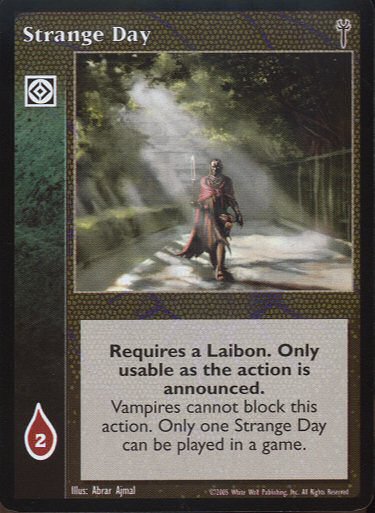 Strange Day
Requires a Laibon. Only
usable as the action is
announced.
Vampires cannot block this
action. Only one Strange Day
can be played in a game.
2
Illus: Abrar Ajmal
©2005 White Wolf Publishing, Inc. All Rights Reserved